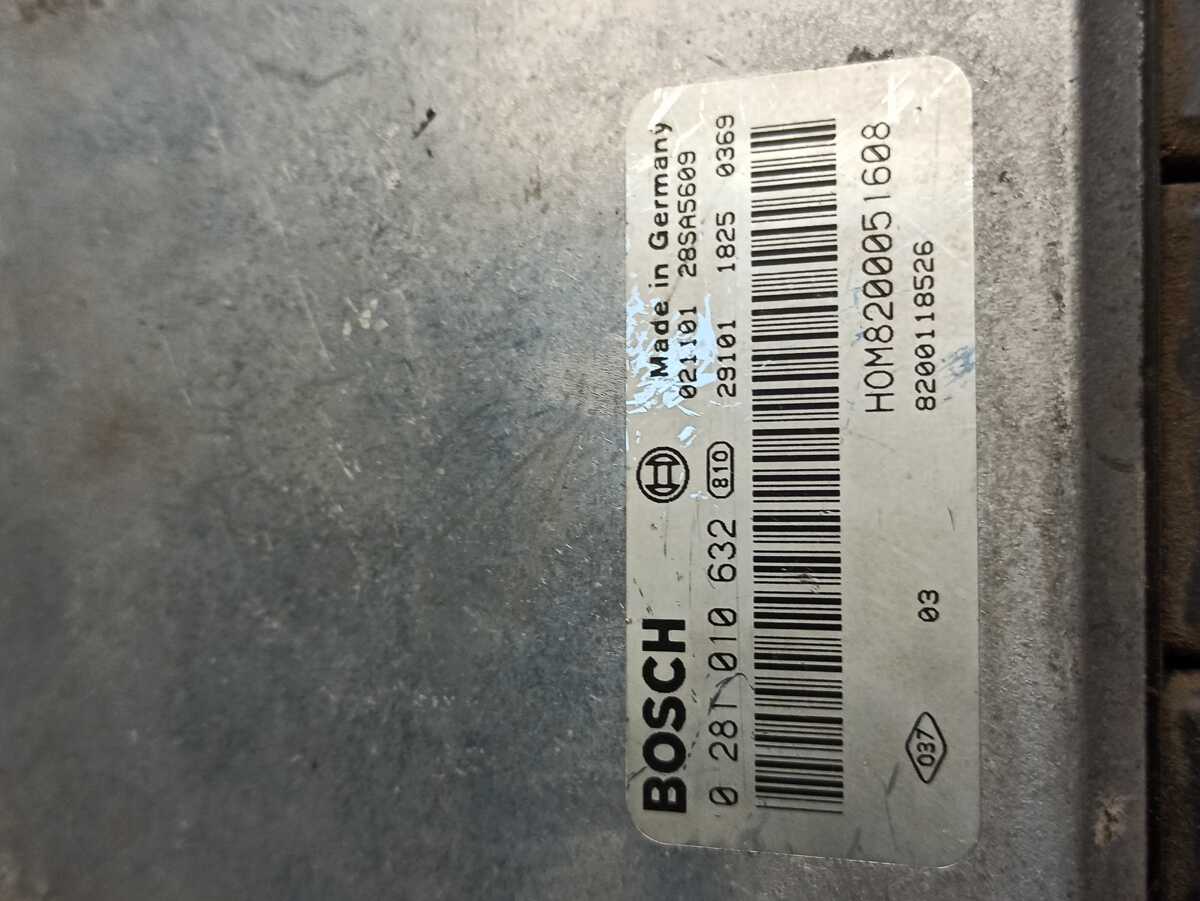 BOSCH
Made in Germany
021101 28SA5609
0 281 010 632 810 29101 1825 0369
HOM8200051608
037 03 8200118526